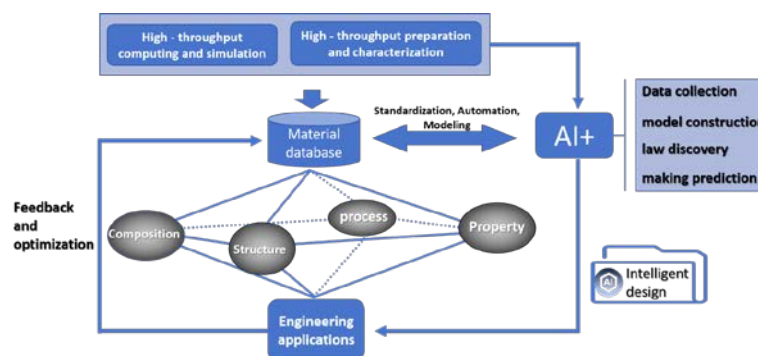 High - throughput
computing and simulation
High - throughput preparation
and characterization
Standardization, Automation,
Modeling
Material
database
AI+
Data collection
model construction
law discovery
making prediction
Feedback
and
optimization
Composition
Structure
process
Property
AI
Intelligent
design
Engineering
applications